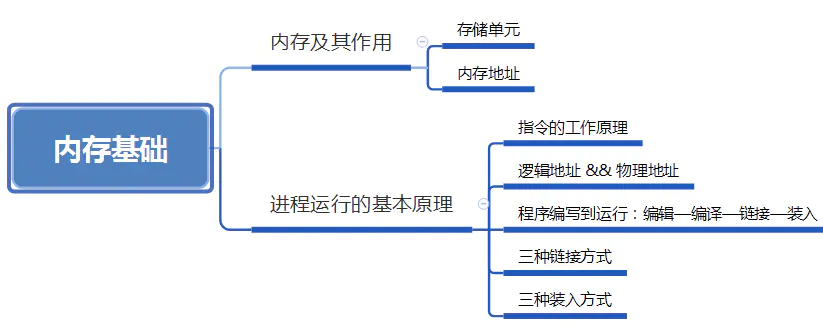 内存基础
内存及其作用
存储单元
内存地址
进程运行的基本原理
指令的工作原理
逻辑地址 && 物理地址
程序编写到运行：编辑—编译—链接—装入
三种链接方式
三种装入方式